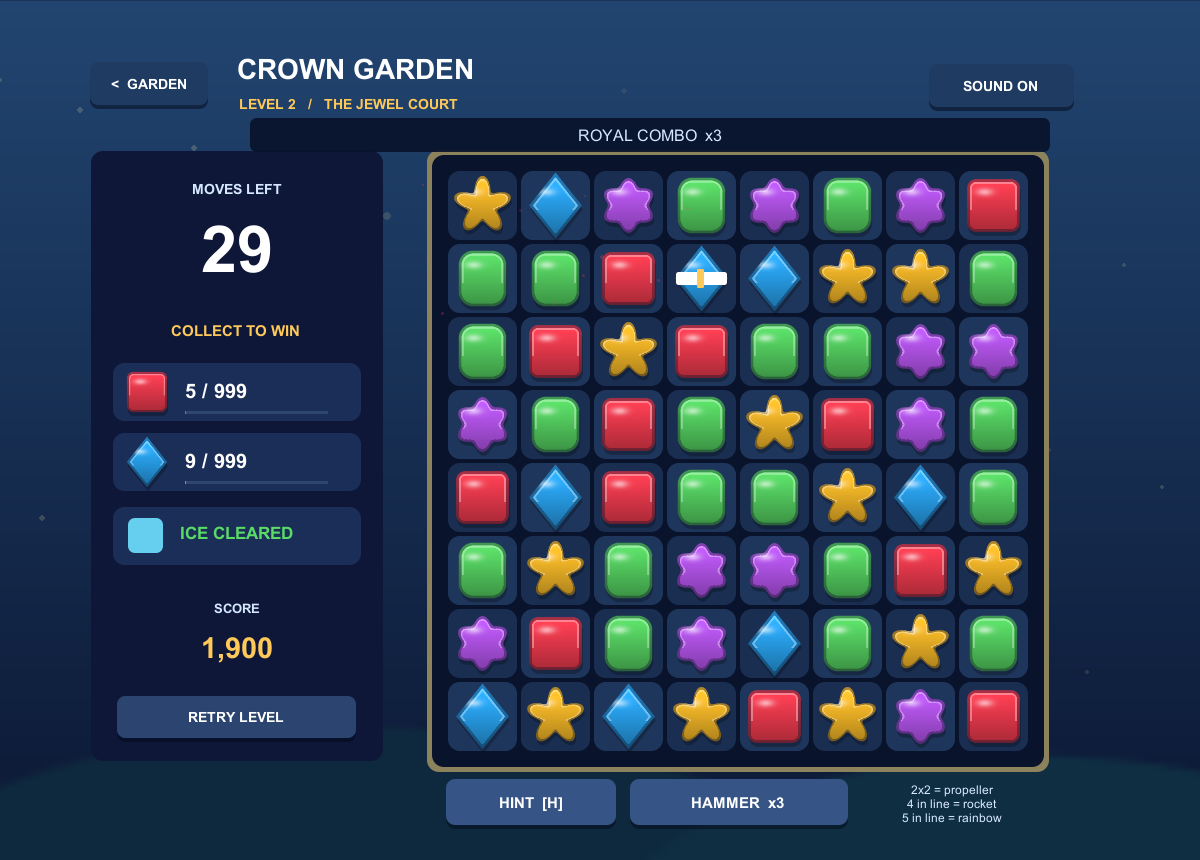 < GARDEN
CROWN GARDEN
LEVEL 2 / THE JEWEL COURT
SOUND ON
ROYAL COMBO x3
MOVES LEFT
29
COLLECT TO WIN
5 / 999
9 / 999
ICE CLEARED
SCORE
1,900
RETRY LEVEL
HINT [H]
HAMMER x3
2x2 = propeller
4 in line = rocket
5 in line = rainbow